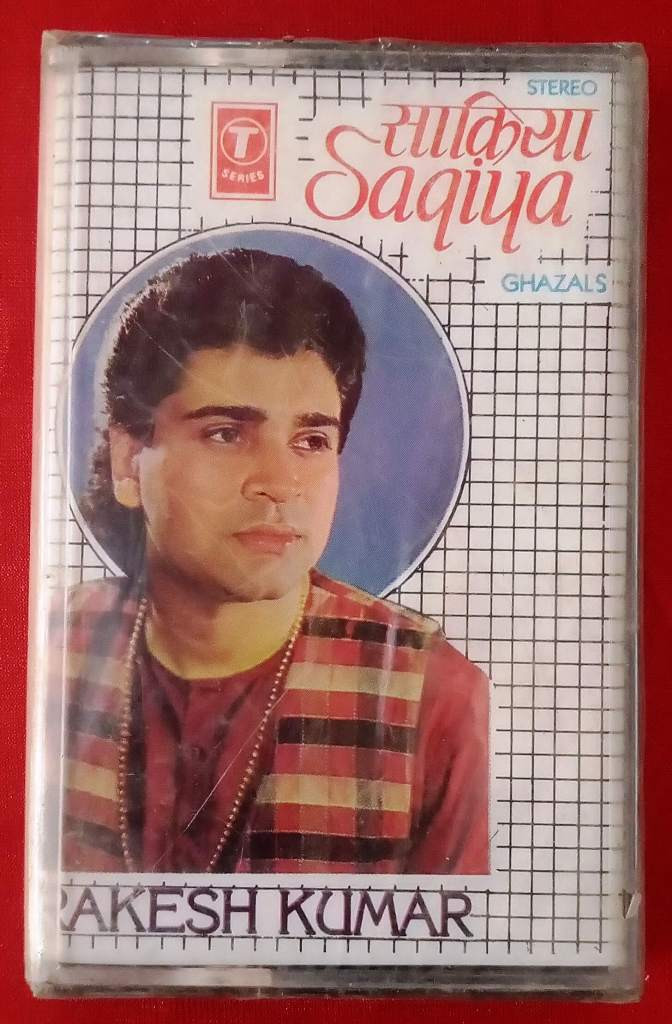 STEREO
T
SERIES
साक़िया
Saqiya
GHAZALS
RAKESH KUMAR